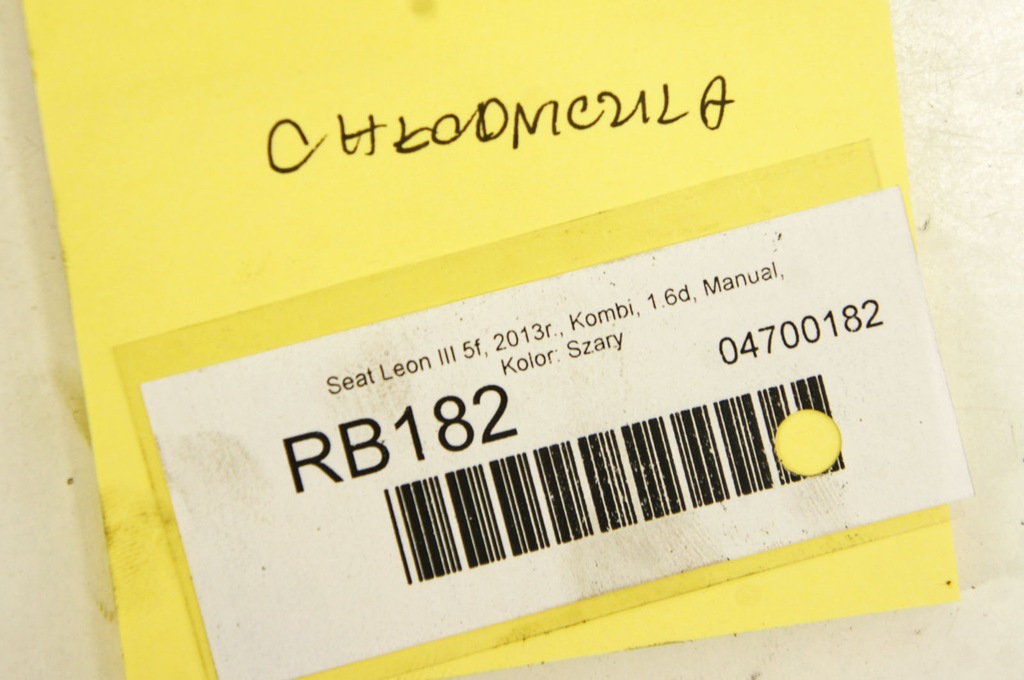 CHŁODNICZKA
Seat Leon III 5f, 2013r., Kombi, 1.6d, Manual,
Kolor: Szary
04700182
RB182